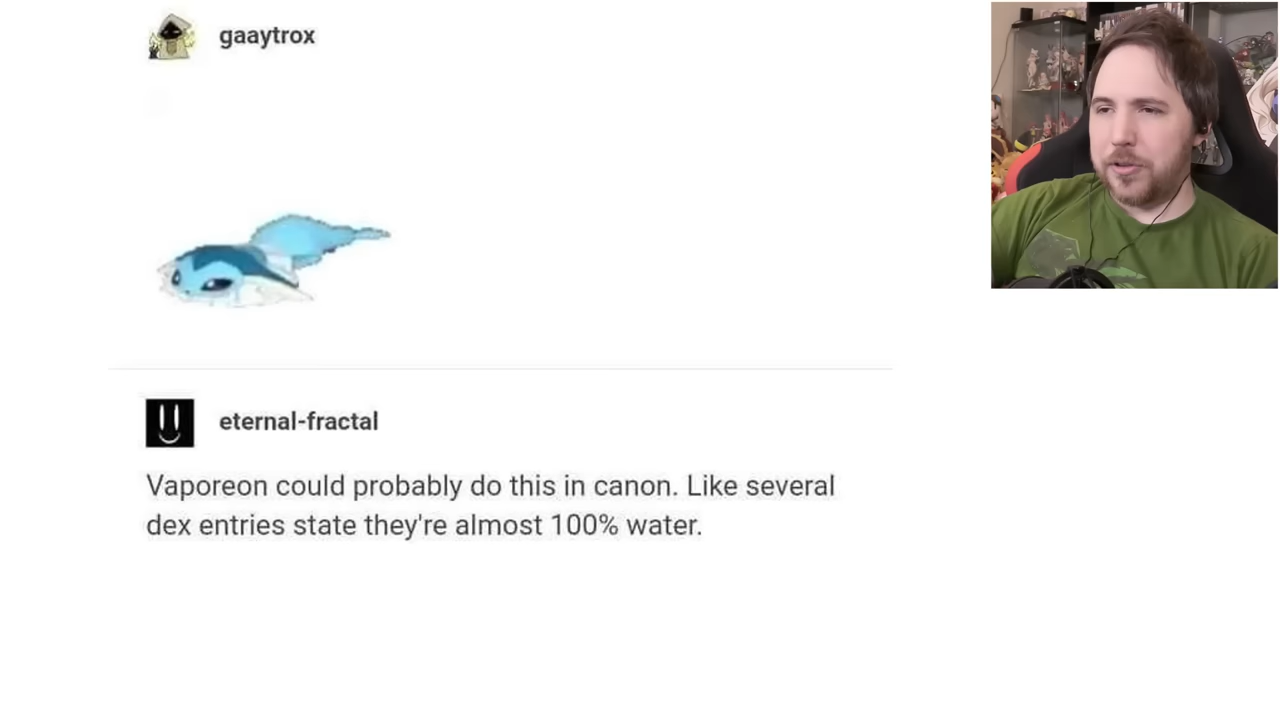 gaaytrox
eternal-fractal
Vaporeon could probably do this in canon. Like several
dex entries state they're almost 100% water.